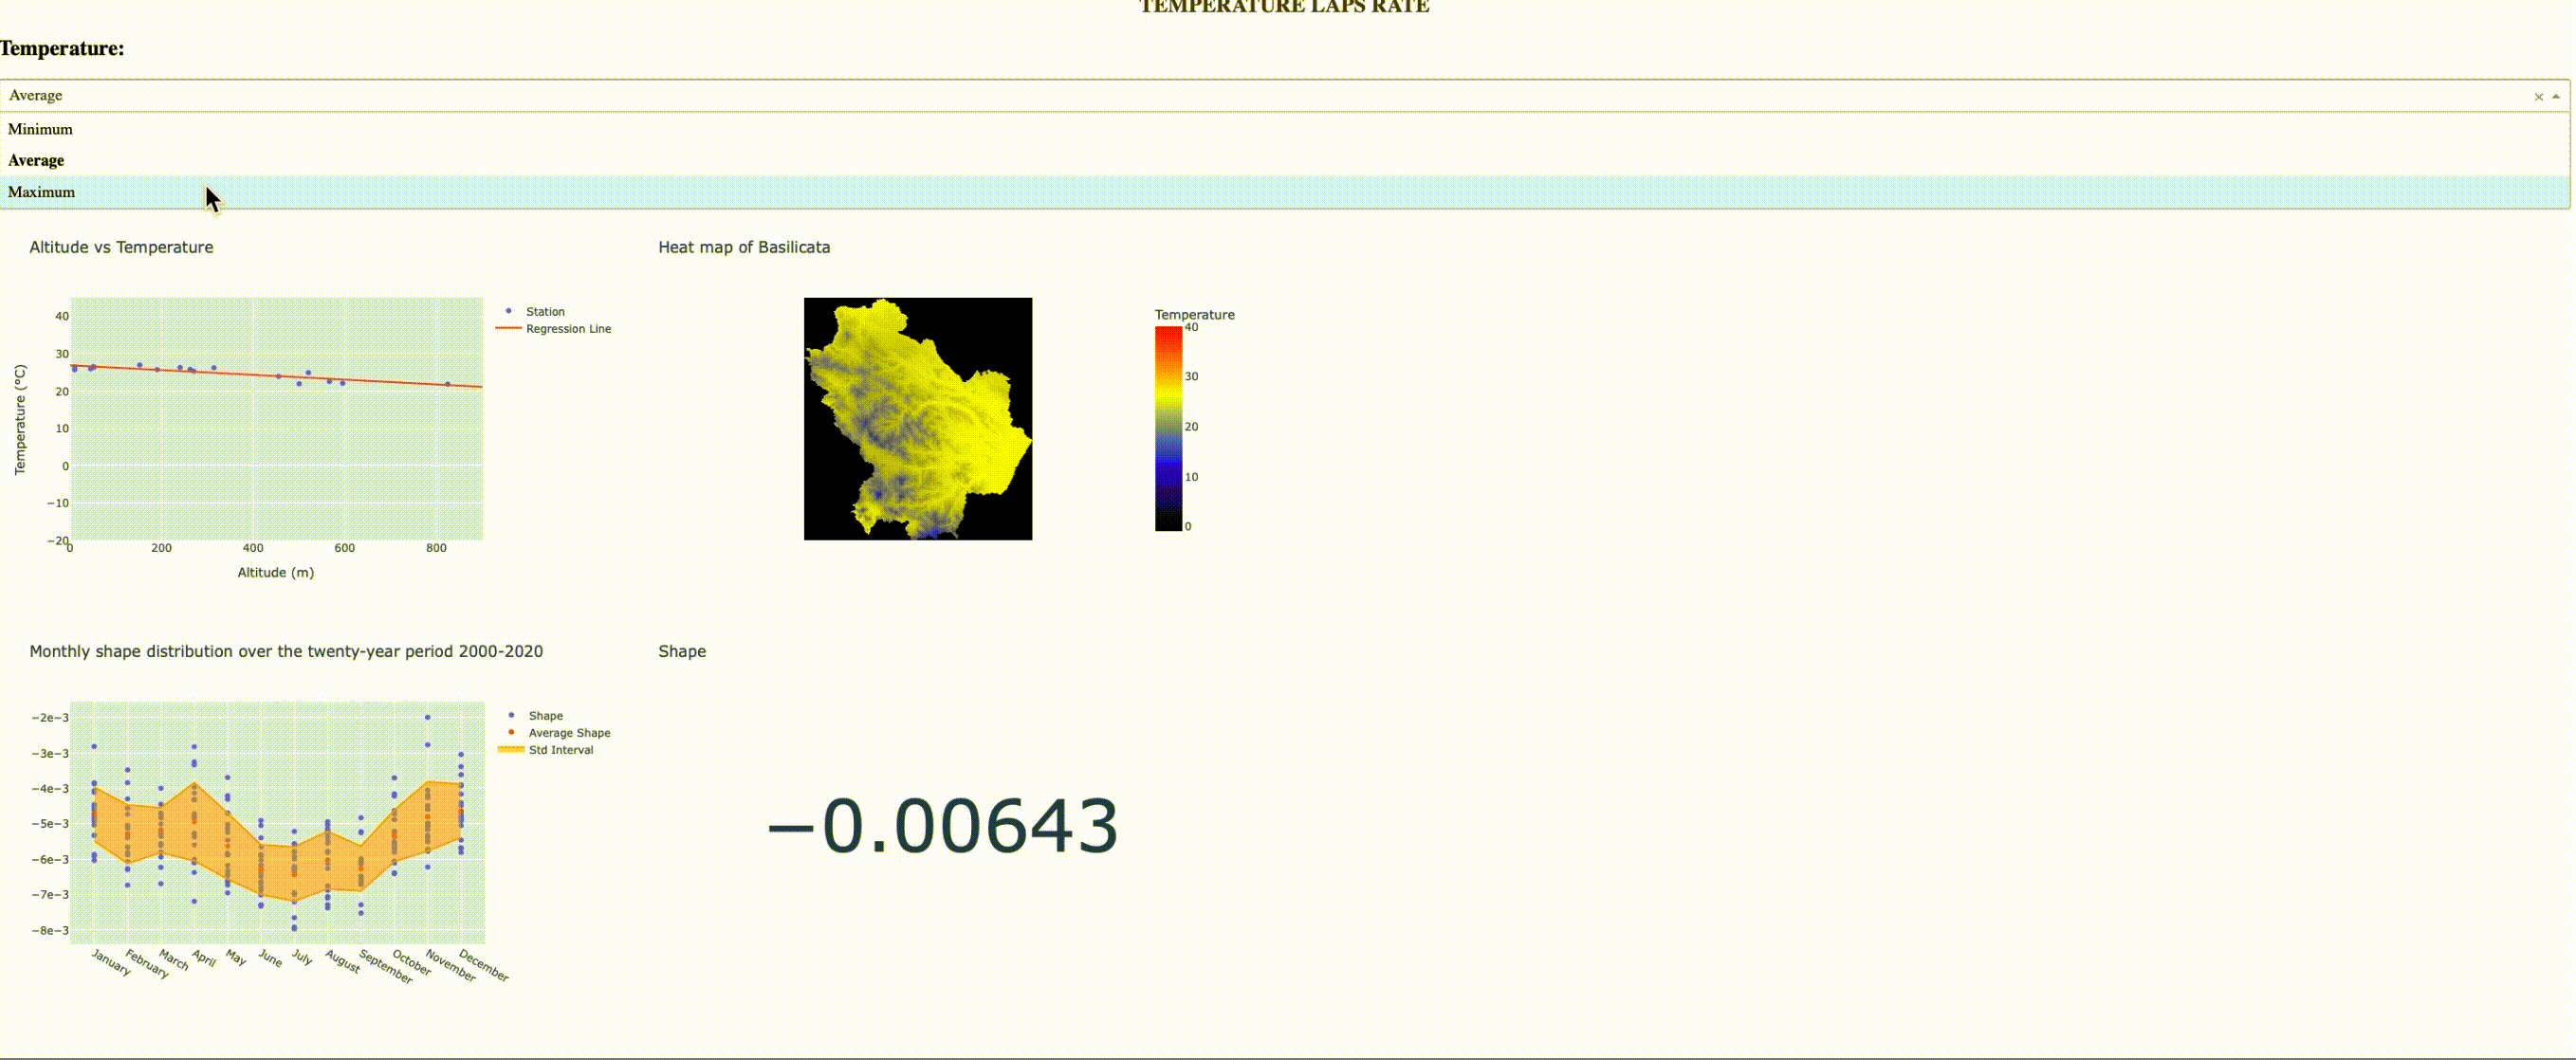 TEMPERATURE LAPS RATE
Temperature:
Average
Minimum
Average
Maximum
Altitude vs Temperature
Heat map of Basilicata
Station
Regression Line
40
30
20
10
0
−10
−20
Temperature (°C)
0 200 400 600 800
Altitude (m)
Temperature
40
30
20
10
0
Monthly shape distribution over the twenty-year period 2000-2020
Shape
Shape
Average Shape
Std Interval
−2e−3
−3e−3
−4e−3
−5e−3
−6e−3
−7e−3
−8e−3
January February March April May June July August September October November December
−0.00643